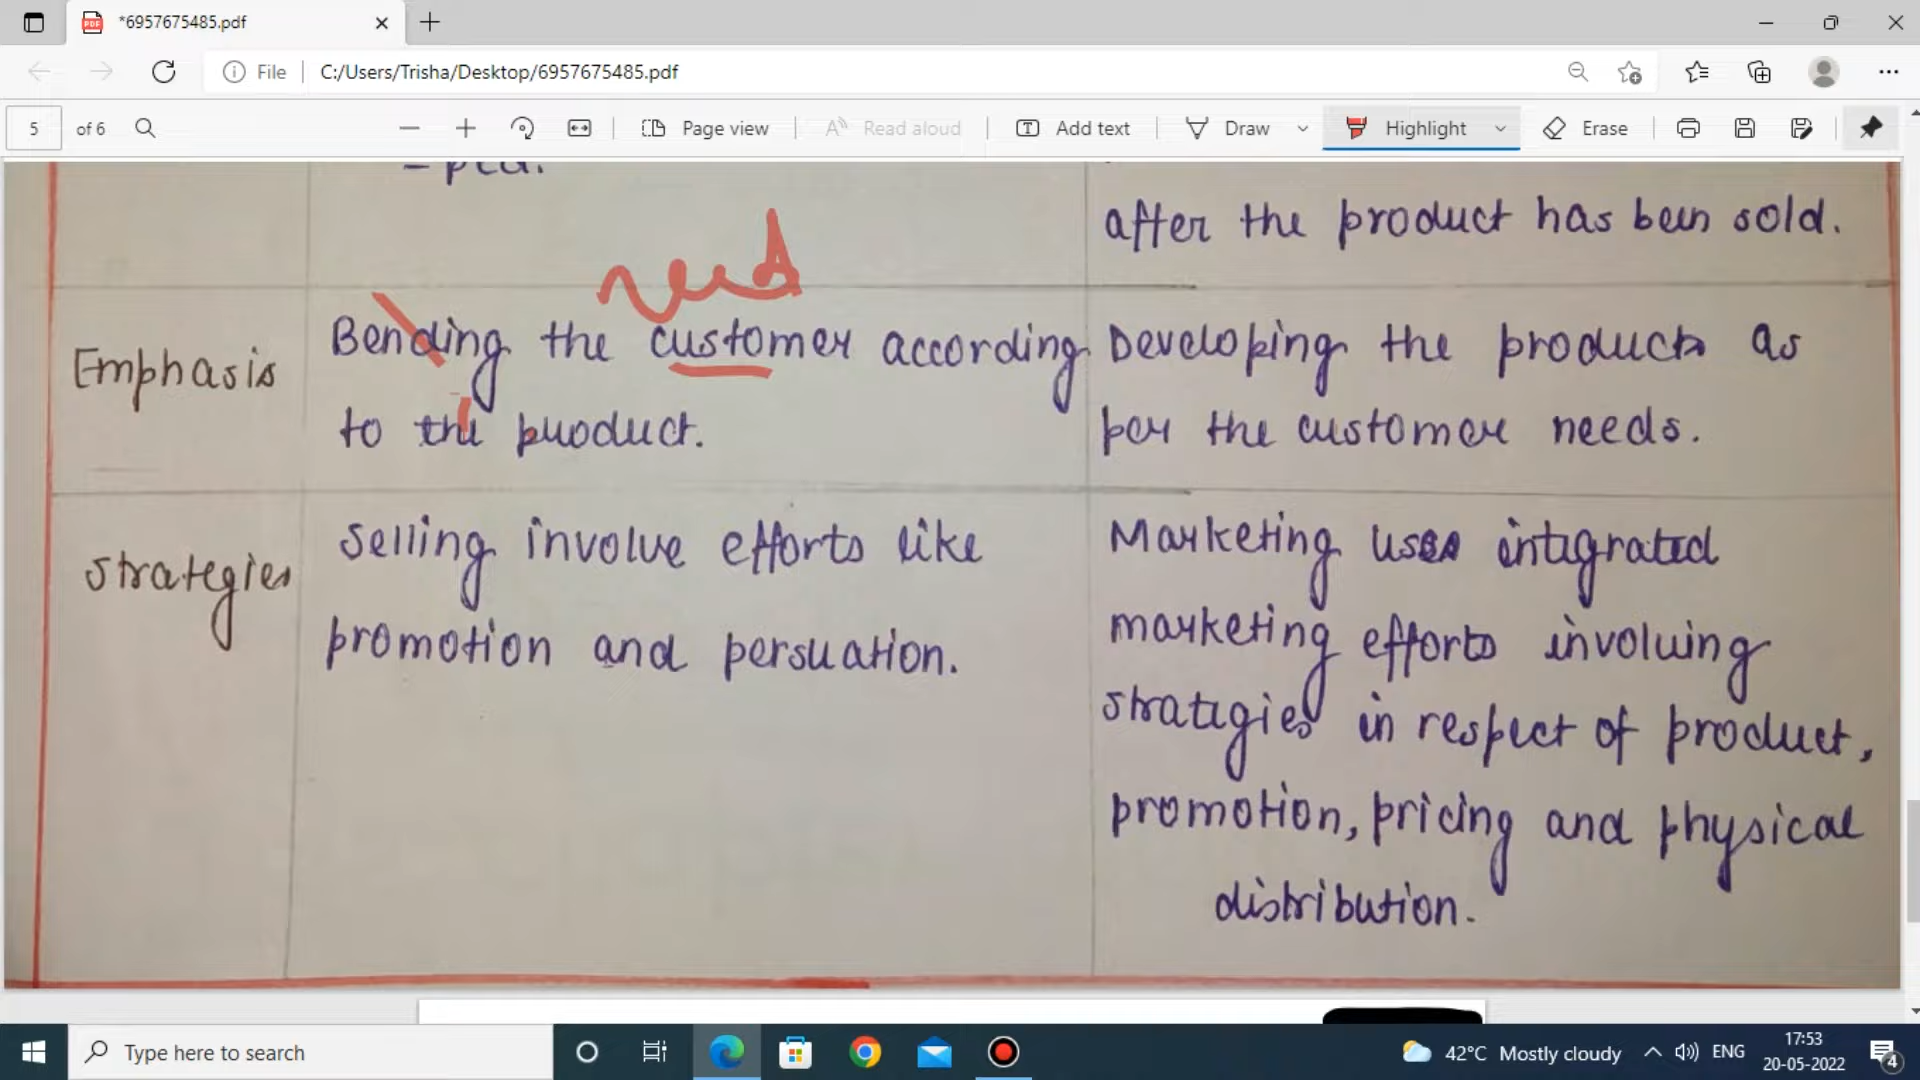 *6957675485.pdf
File C:/Users/Trisha/Desktop/6957675485.pdf
5 of 6 Page view Read aloud Add text Draw Highlight Erase
after the product has been sold.
need
Emphasis
Bending the customer according
to the product.
Developing the products as
per the customer needs.
Strategies
Selling involve efforts like
promotion and persuation.
Marketing uses integrated
marketing efforts involving
strategies in respect of product,
promotion, pricing and physical
distribution.
Type here to search
42°C Mostly cloudy ENG 17:53
20-05-2022
4